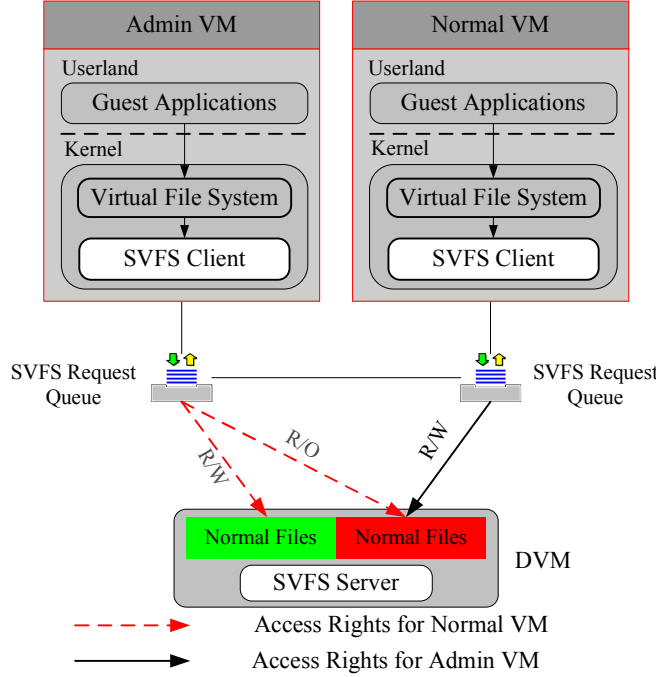 Admin VM
Normal VM
Userland
Guest Applications
Kernel
Virtual File System
SVFS Client
Userland
Guest Applications
Kernel
Virtual File System
SVFS Client
SVFS Request
Queue
SVFS Request
Queue
R/W
R/O
R/W
Normal Files
Normal Files
SVFS Server
DVM
Access Rights for Normal VM
Access Rights for Admin VM